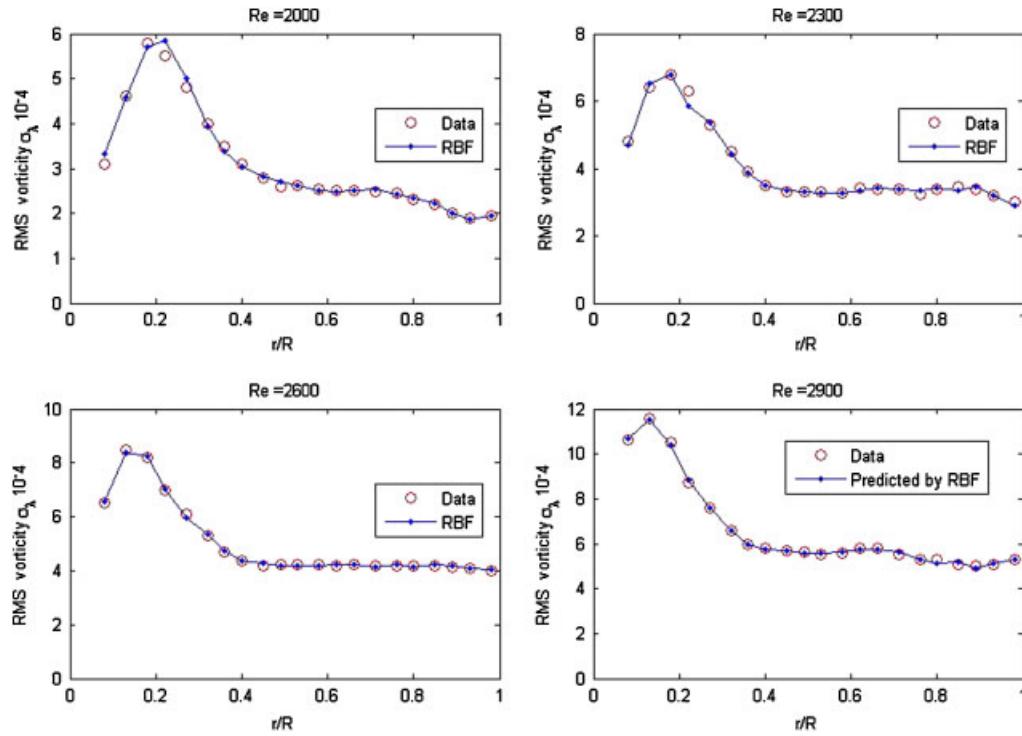 Re =2000
6
5
4
3
2
1
0
RMS vorticity σλ 10-4
Data
RBF
0 0.2 0.4 0.6 0.8 1
r/R
Re =2300
8
6
4
2
0
RMS vorticity σλ 10-4
Data
RBF
0 0.2 0.4 0.6 0.8 1
r/R
Re =2600
10
8
6
4
2
0
RMS vorticity σλ 10-4
Data
RBF
0 0.2 0.4 0.6 0.8 1
r/R
Re =2900
12
10
8
6
4
2
0
RMS vorticity σλ 10-4
Data
Predicted by RBF
0 0.2 0.4 0.6 0.8 1
r/R